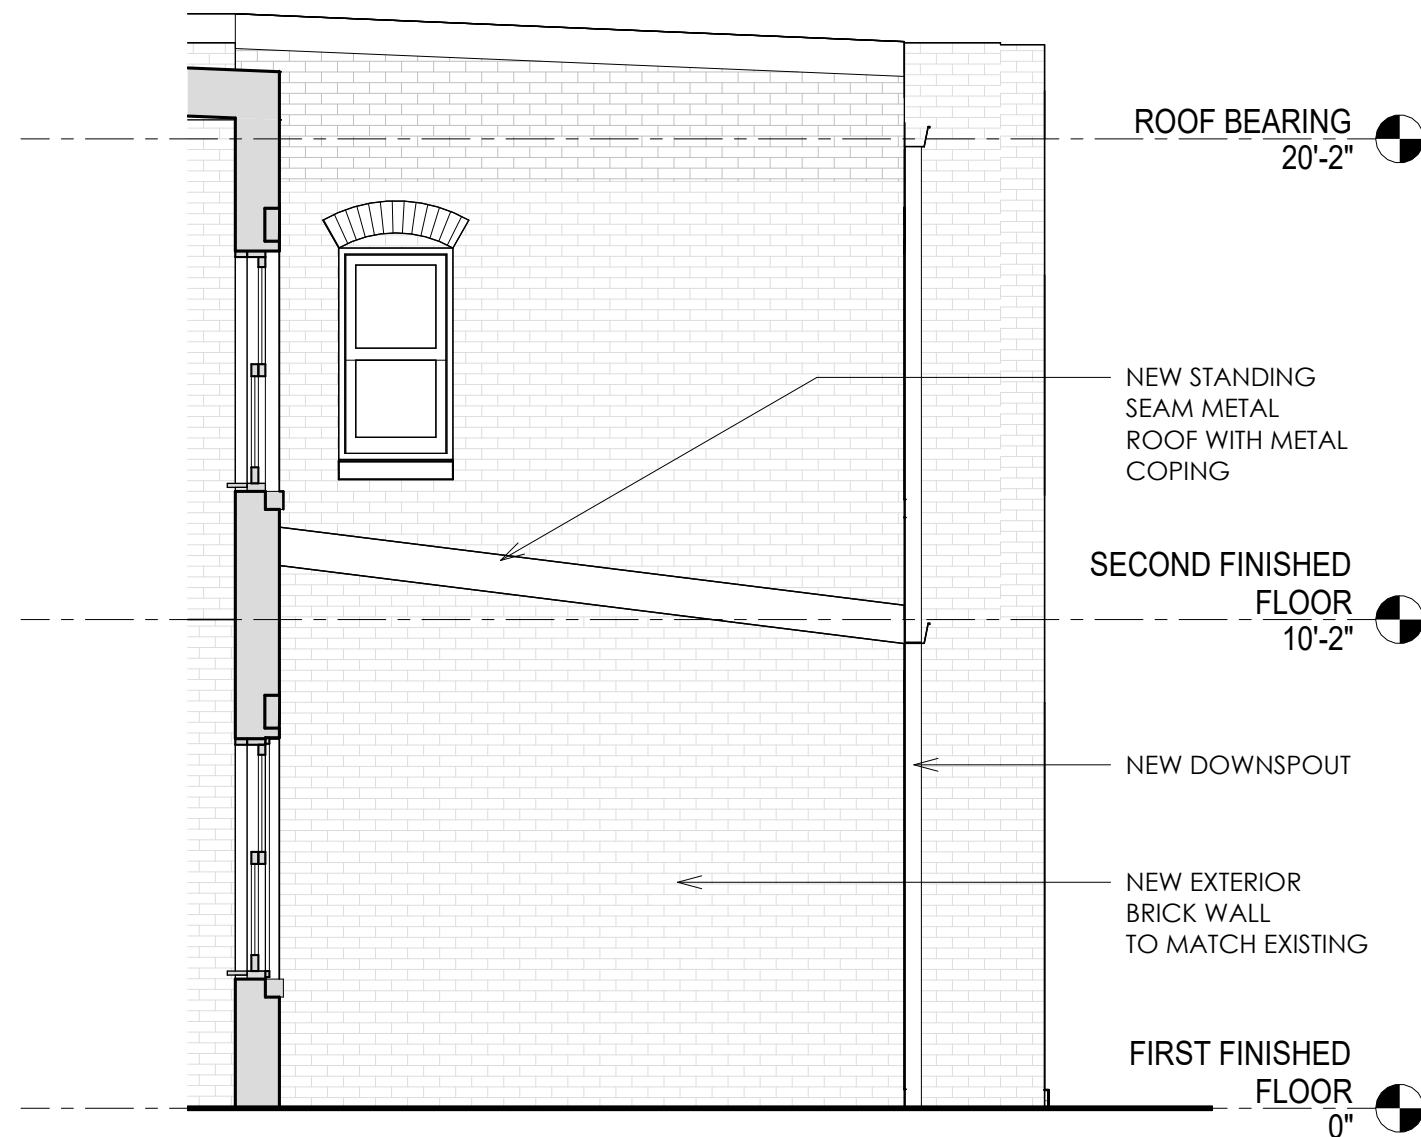 ROOF BEARING
20'-2"
NEW STANDING
SEAM METAL
ROOF WITH METAL
COPING
SECOND FINISHED
FLOOR
10'-2"
NEW DOWNSPOUT
NEW EXTERIOR
BRICK WALL
TO MATCH EXISTING
FIRST FINISHED
FLOOR
0"